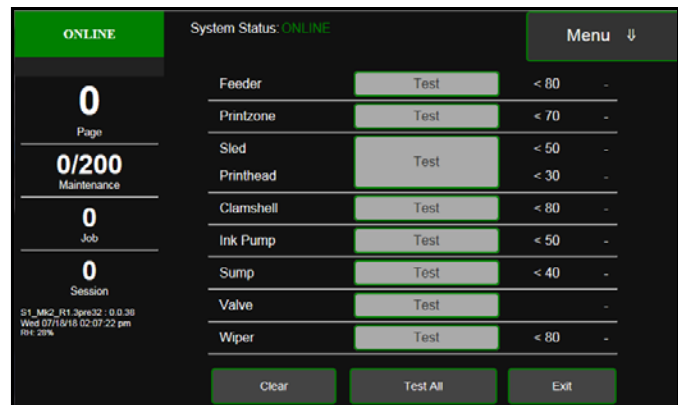 ONLINE
System Status: ONLINE
Menu ⇓
0
Page
0/200
Maintenance
0
Job
0
Session
S1_Mk2_R1.3pre32 : 0.0.38
Wed 07/18/18 02:07:22 pm
RH: 28%
Feeder Test < 80 -
Printzone Test < 70 -
Sled Test < 50 -
Printhead < 30 -
Clamshell Test < 80 -
Ink Pump Test < 50 -
Sump Test < 40 -
Valve Test -
Wiper Test < 80 -
Clear Test All Exit